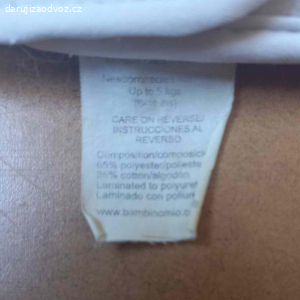 darujizaodvoz.cz
Up to 5 kgs
CARE ON REVERSE/
INSTRUCCIONES AL
REVERSO
Composition/composició
65% polyester/poliéste
35% cotton/algodón
Laminated to polyuret
Laminado con poliur
www.bambinomio.c